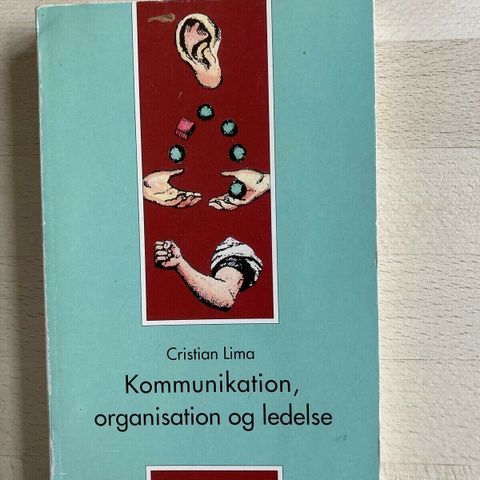 Cristian Lima
Kommunikation,
organisation og ledelse